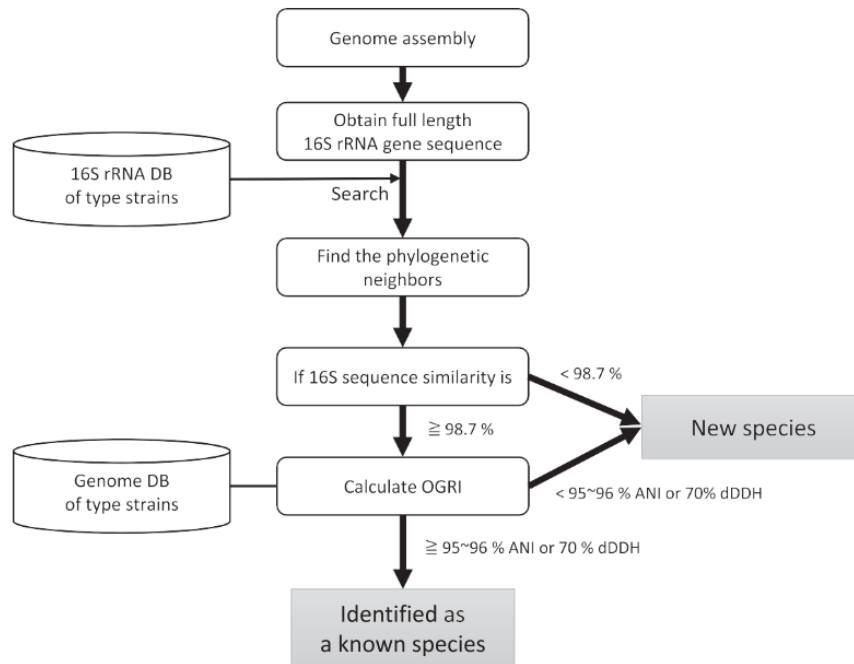 Genome assembly
Obtain full length
16S rRNA gene sequence
16S rRNA DB
of type strains
Search
Find the phylogenetic
neighbors
If 16S sequence similarity is
< 98.7 %
≧ 98.7 %
New species
Genome DB
of type strains
Calculate OGRI
< 95~96 % ANI or 70% dDDH
≧ 95~96 % ANI or 70 % dDDH
Identified as
a known species